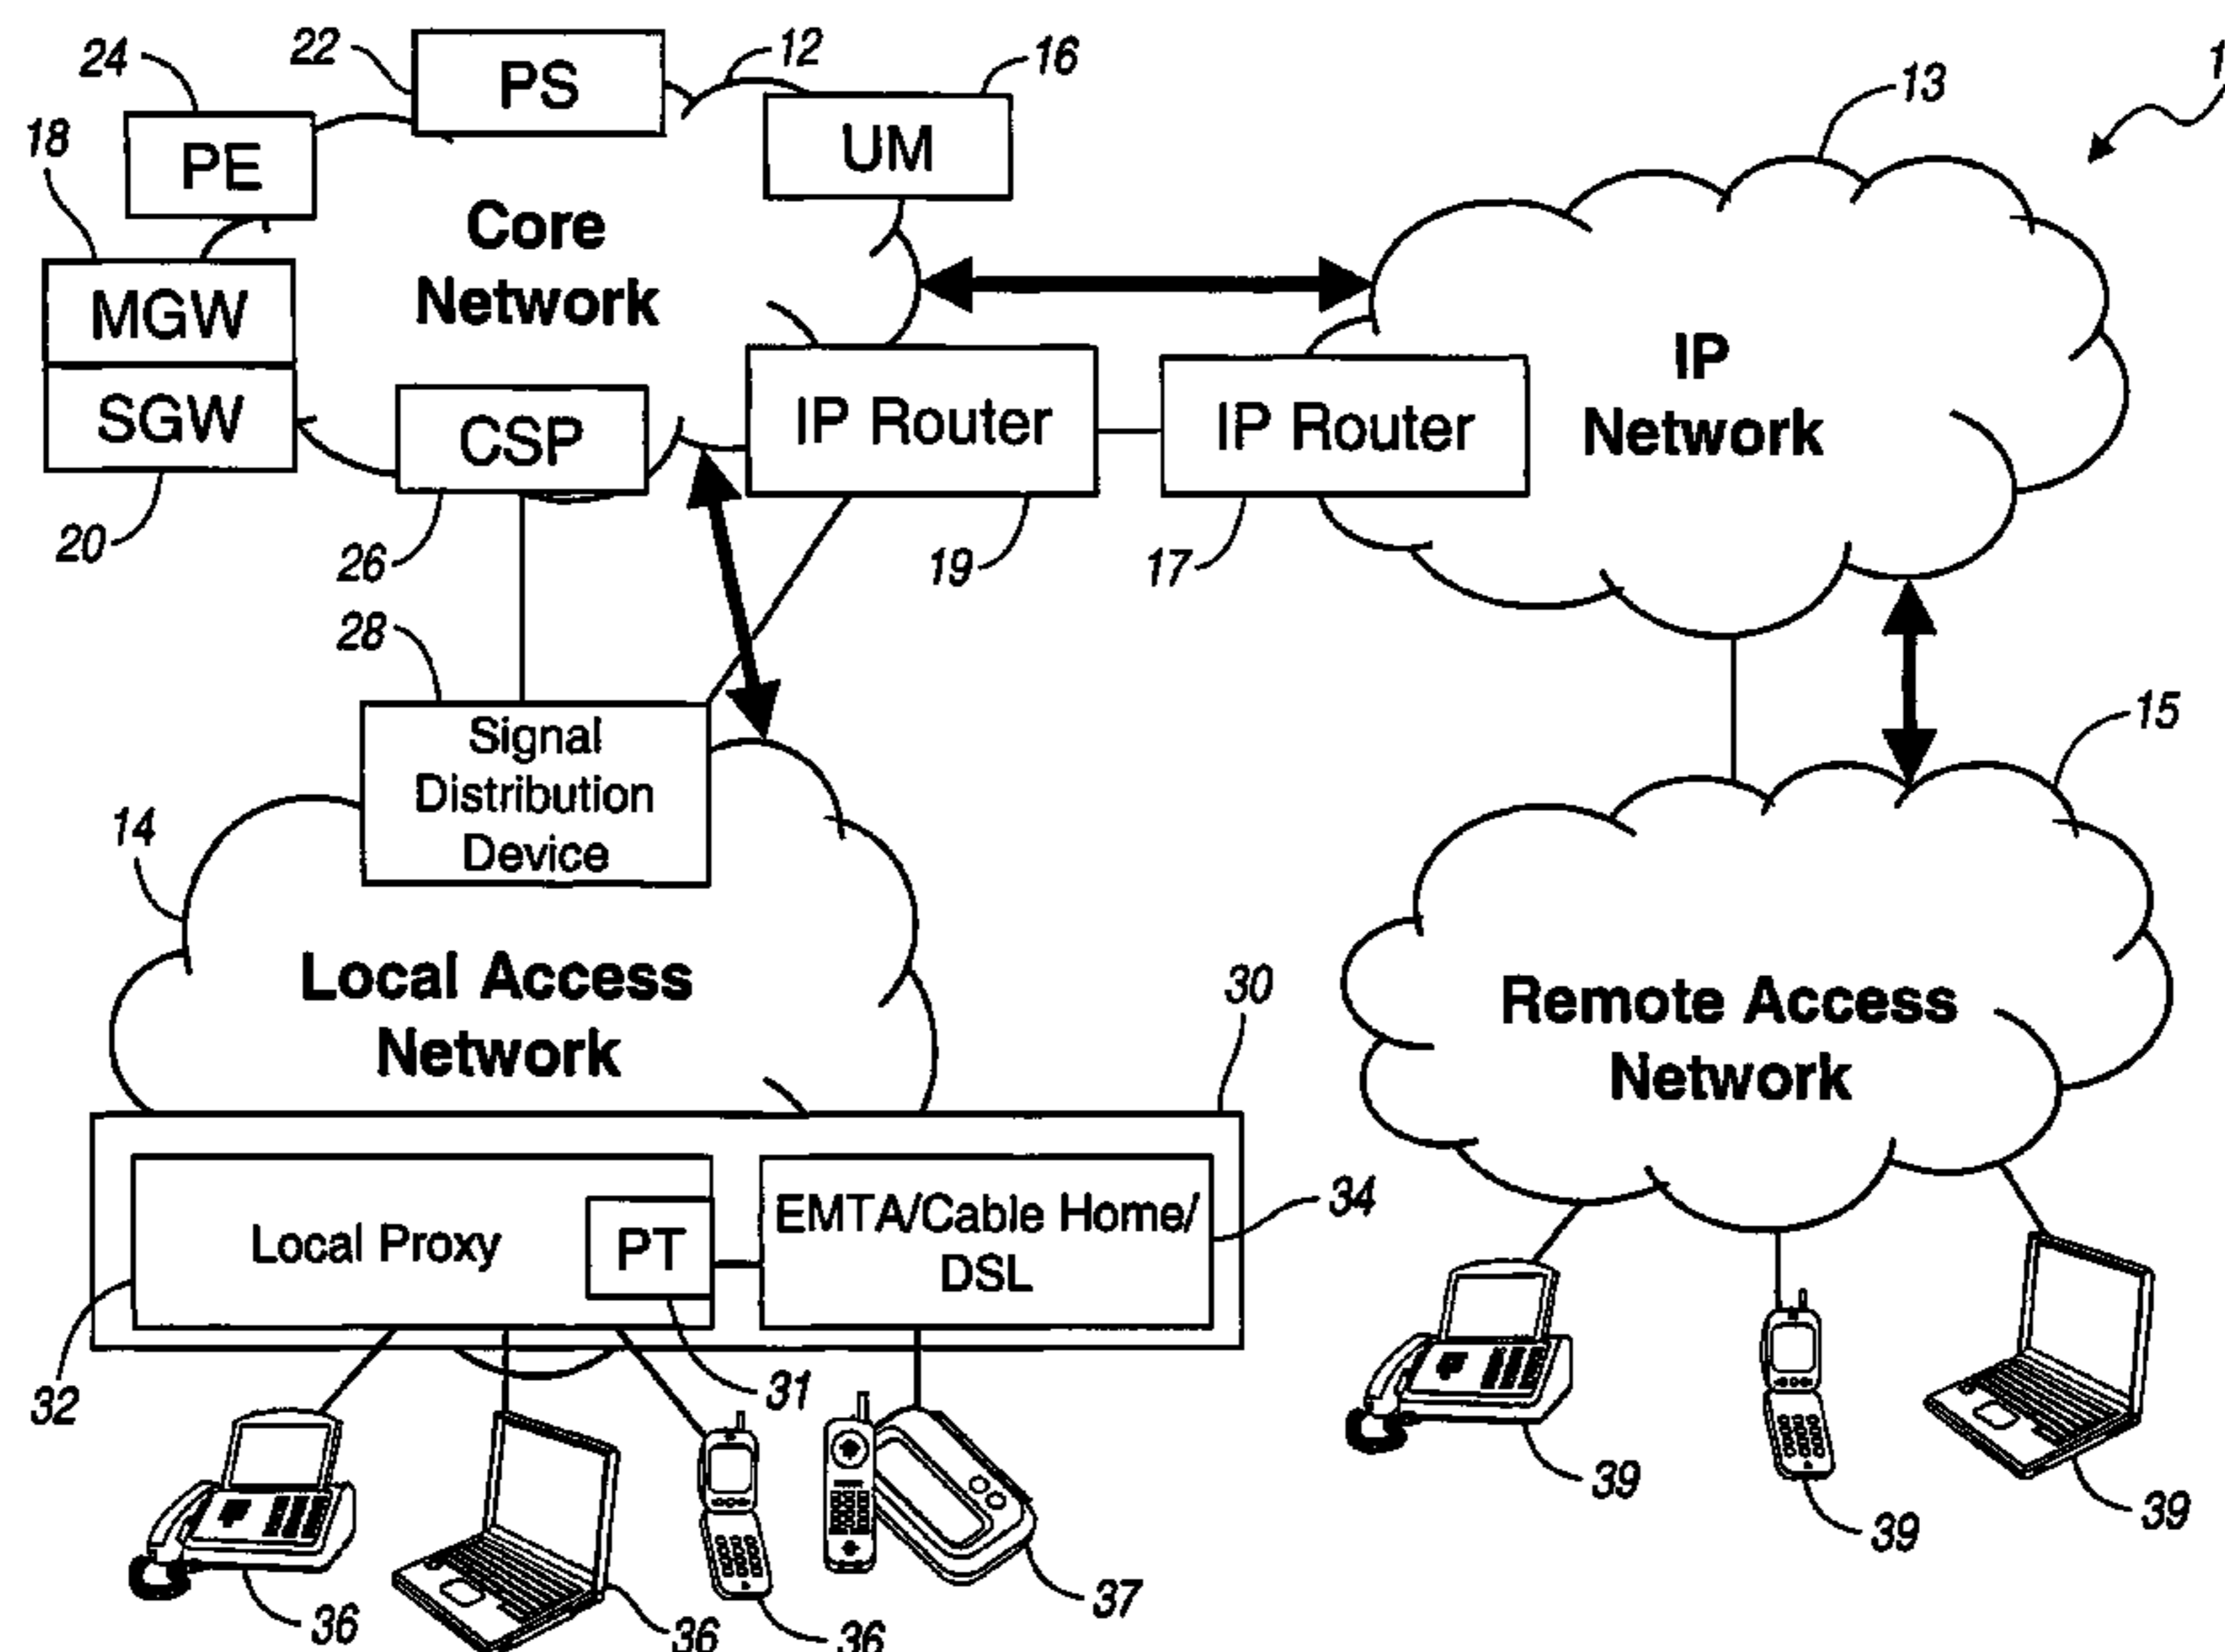 22
PS
12
16
24
UM
13
1
18
PE
Core
Network
MGW
SGW
CSP
IP Router
IP Router
IP
Network
20
26
19
17
28
Signal
Distribution
Device
15
14
Local Access
Network
30
Remote Access
Network
Local Proxy
PT
EMTA/Cable Home/
DSL
34
32
31
36
36
36
37
39
39
39